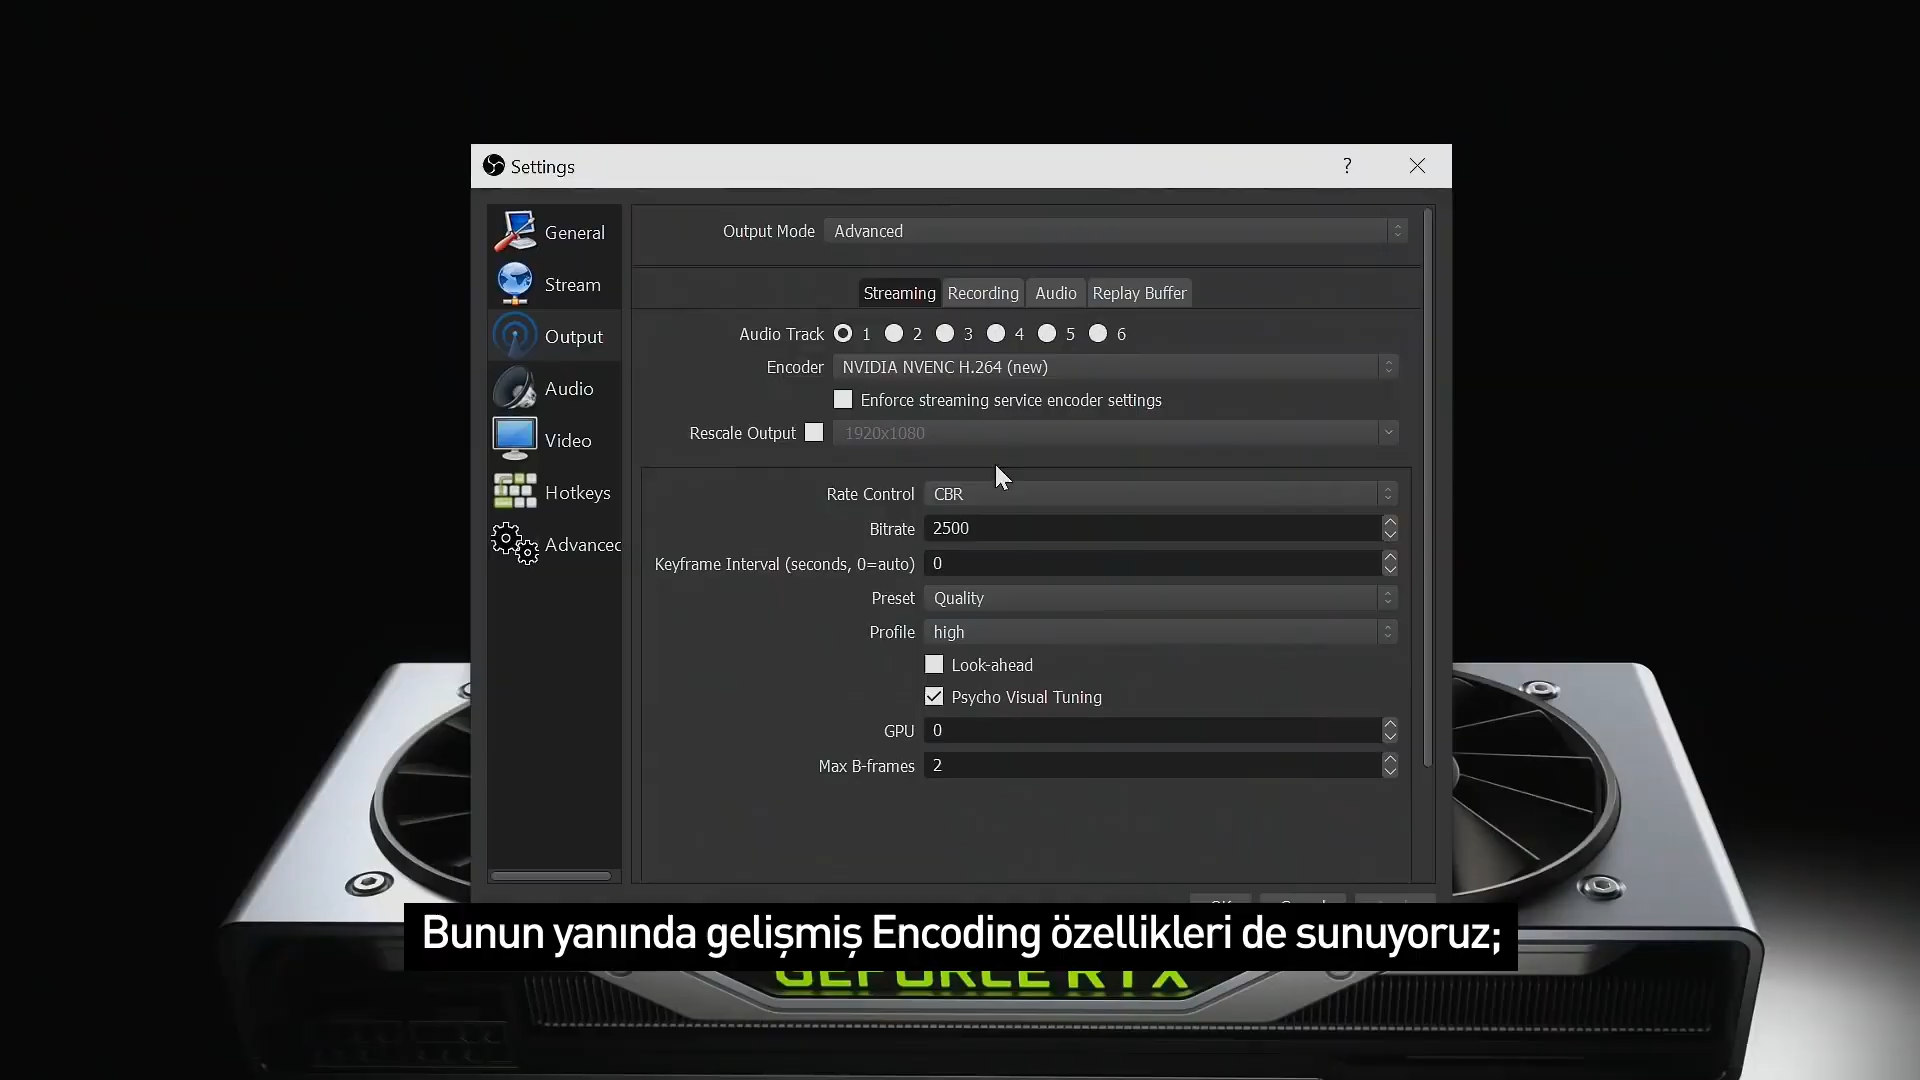 Settings
?
General
Stream
Output
Audio
Video
Hotkeys
Advanced
Output Mode Advanced
Streaming Recording Audio Replay Buffer
Audio Track 1 2 3 4 5 6
Encoder NVIDIA NVENC H.264 (new)
Enforce streaming service encoder settings
Rescale Output 1920x1080
Rate Control CBR
Bitrate 2500
Keyframe Interval (seconds, 0=auto) 0
Preset Quality
Profile high
Look-ahead
Psycho Visual Tuning
GPU 0
Max B-frames 2
Bunun yanında gelişmiş Encoding özellikleri de sunuyoruz;
GEFORCE RTX